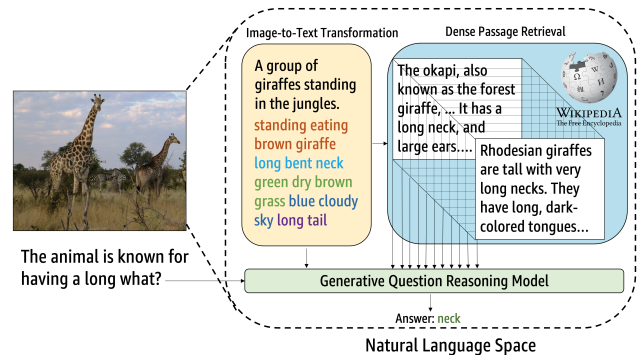 Image-to-Text Transformation
A group of
giraffes standing
in the jungles.
standing eating
brown giraffe
long bent neck
green dry brown
grass blue cloudy
sky long tail
Dense Passage Retrieval
The okapi, also
known as the forest
giraffe, ... It has a
long neck, and
large ears....
WIKIPEDIA
The Free Encyclopedia
Rhodesian giraffes
are tall with very
long necks. They
have long, dark-
colored tongues...
The animal is known for
having a long what?
Generative Question Reasoning Model
Answer: neck
Natural Language Space